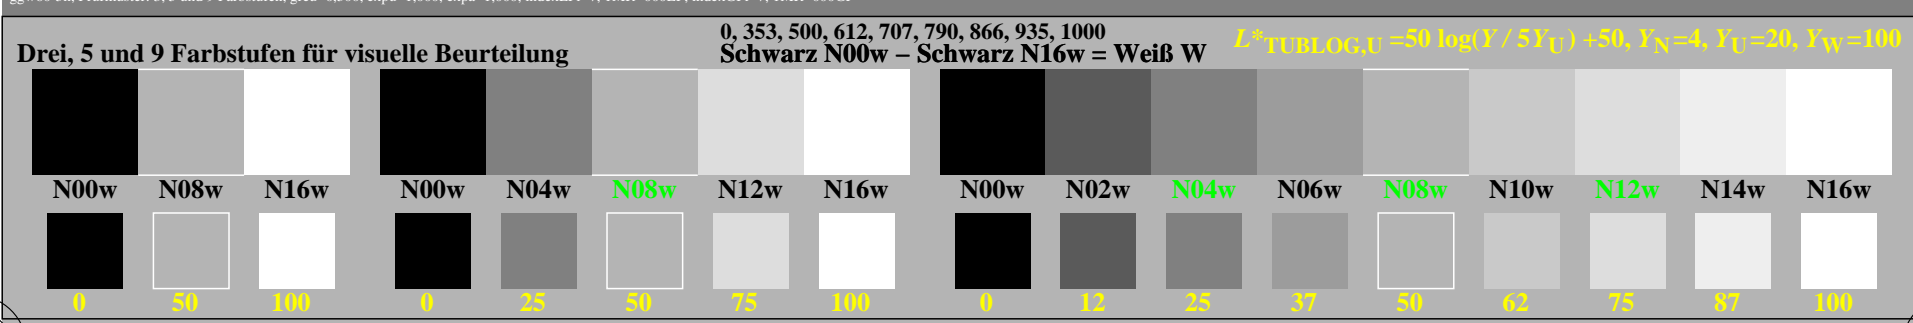 Drei, 5 und 9 Farbstufen für visuelle Beurteilung
0, 353, 500, 612, 707, 790, 866, 935, 1000
Schwarz N00w – Schwarz N16w = Weiß W
L*TUBLOG,U =50 log(Y / 5YU) +50, YN=4, YU=20, YW=100
N00w N08w N16w N00w N04w N08w N12w N16w N00w N02w N04w N06w N08w N10w N12w N14w N16w
0 50 100 0 25 50 75 100 0 12 25 37 50 62 75 87 100